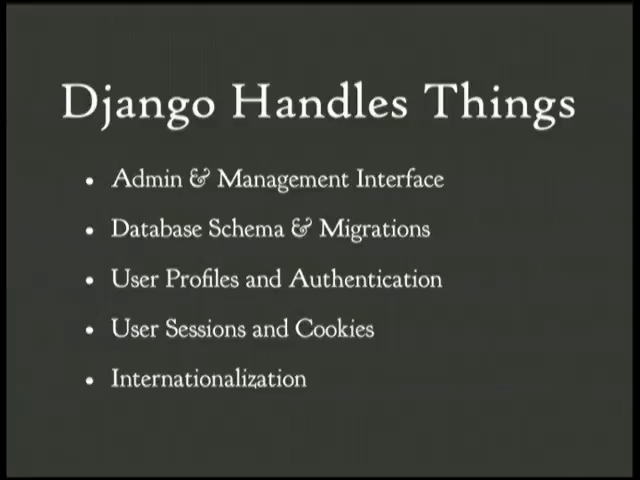 Django Handles Things
• Admin & Management Interface
• Database Schema & Migrations
• User Profiles and Authentication
• User Sessions and Cookies
• Internationalization